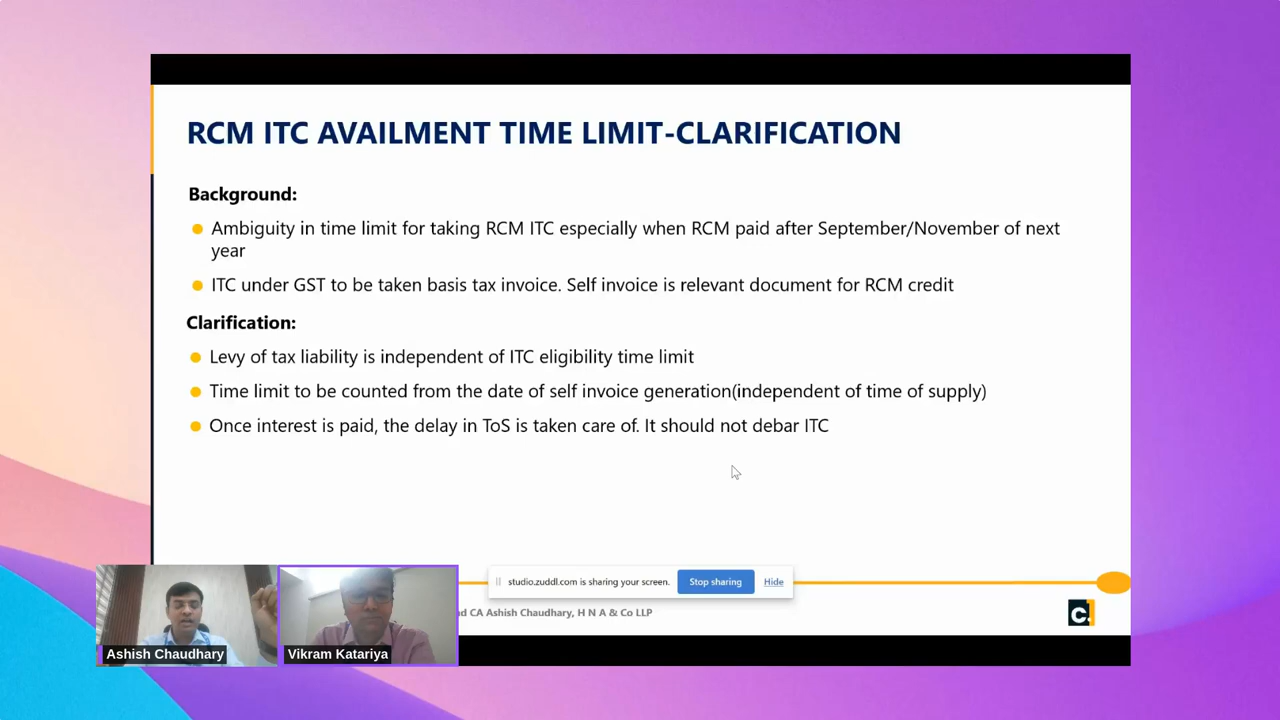 RCM ITC AVAILMENT TIME LIMIT-CLARIFICATION
Background:
Ambiguity in time limit for taking RCM ITC especially when RCM paid after September/November of next
year
ITC under GST to be taken basis tax invoice. Self invoice is relevant document for RCM credit
Clarification:
Levy of tax liability is independent of ITC eligibility time limit
Time limit to be counted from the date of self invoice generation(independent of time of supply)
Once interest is paid, the delay in ToS is taken care of. It should not debar ITC
studio.zuddl.com is sharing your screen.
Stop sharing
Hide
CA Ashish Chaudhary, H N A & Co LLP
c.
Ashish Chaudhary
Vikram Katariya